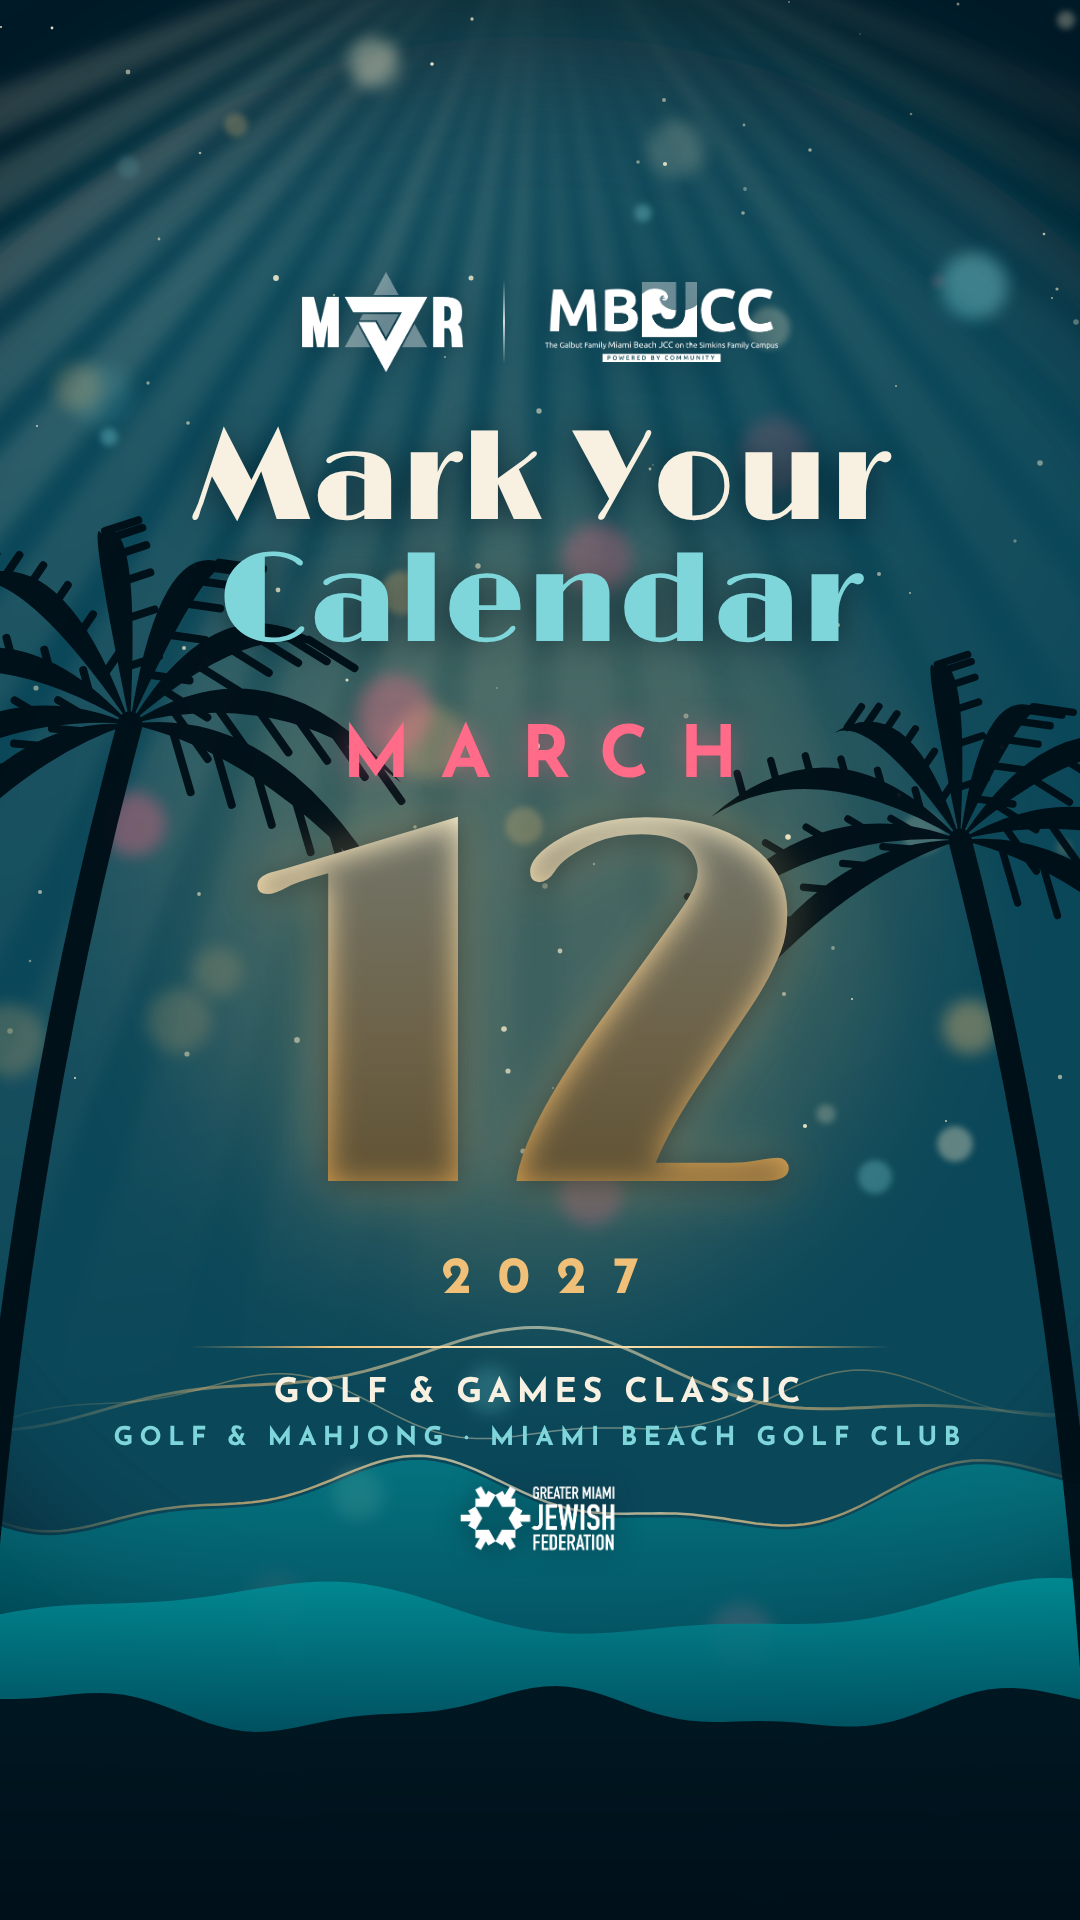 MR
MBJCC
The Galbut Family Miami Beach JCC on the Simkins Family Campus
POWERED BY COMMUNITY
Mark Your
Calendar
MARCH
12
2027
GOLF & GAMES CLASSIC
GOLF & MAHJONG · MIAMI BEACH GOLF CLUB
GREATER MIAMI
JEWISH
FEDERATION